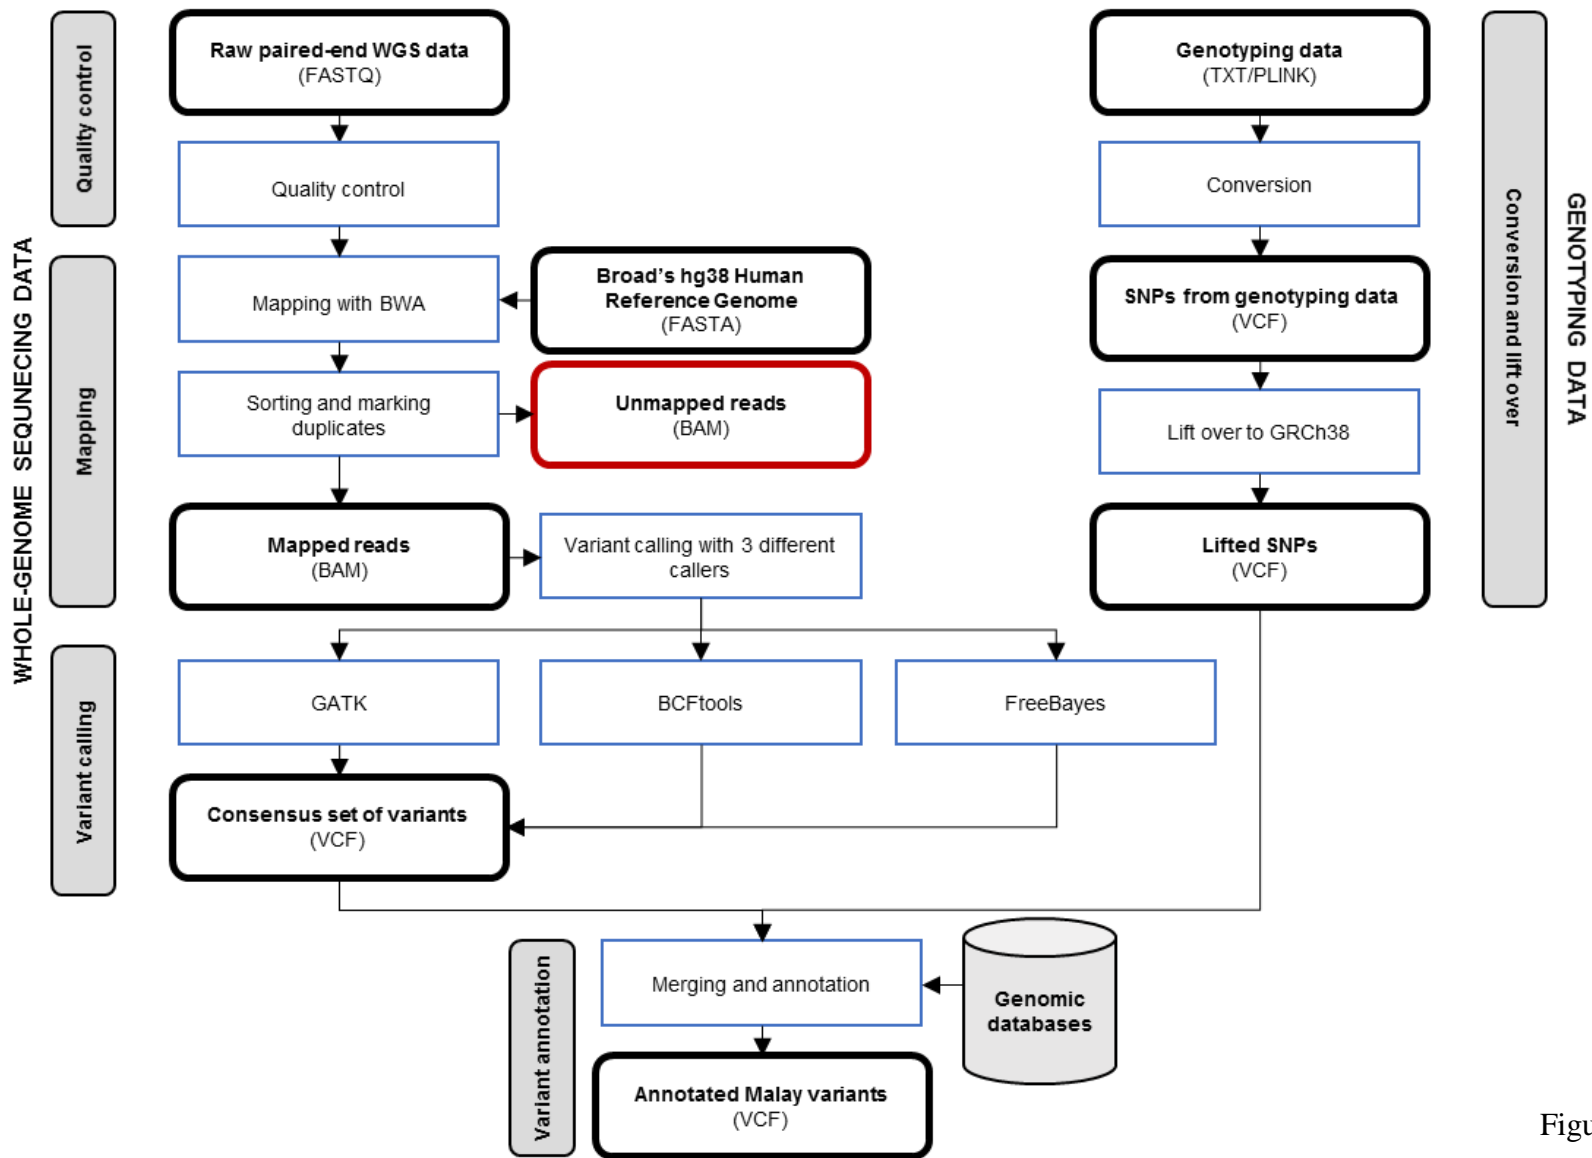 Quality control
Raw paired-end WGS data
(FASTQ)
Quality control
WHOLE-GENOME SEQUNECING DATA
Mapping
Mapping with BWA
Broad's hg38 Human
Reference Genome
(FASTA)
Sorting and marking
duplicates
Unmapped reads
(BAM)
Mapped reads
(BAM)
Variant calling with 3 different
callers
Variant calling
GATK
BCFtools
FreeBayes
Consensus set of variants
(VCF)
Genotyping data
(TXT/PLINK)
Conversion
SNPs from genotyping data
(VCF)
Lift over to GRCh38
Lifted SNPs
(VCF)
Conversion and lift over
GENOTYPING DATA
Variant annotation
Merging and annotation
Genomic
databases
Annotated Malay variants
(VCF)
Figu